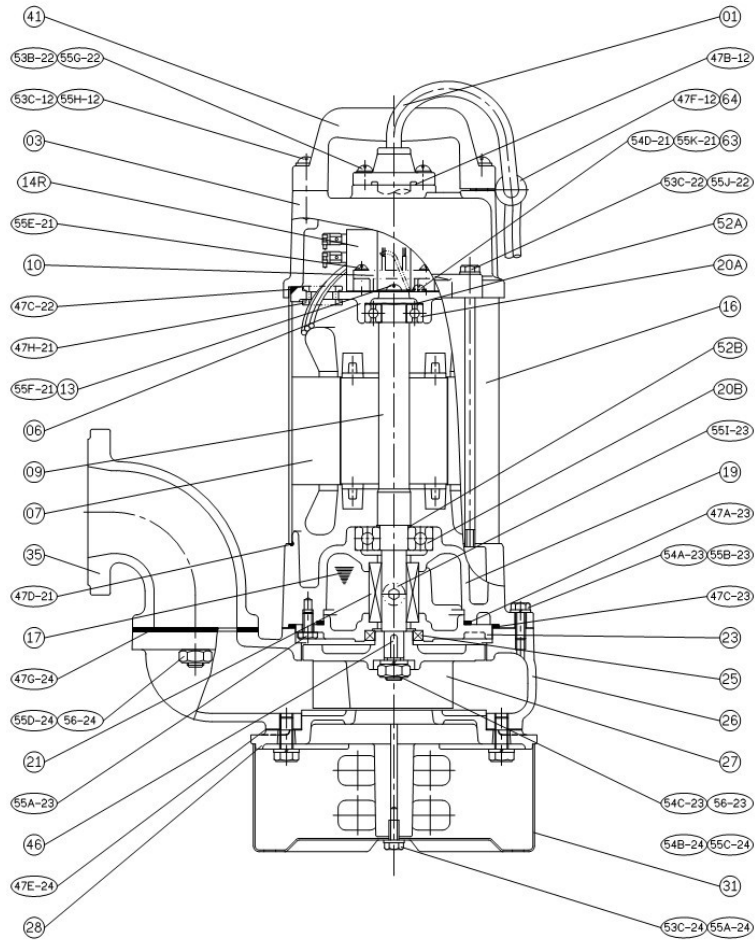 41 01
53B-22 55G-22 47B-12
53C-12 55H-12 47F-12 64
03 54D-21 55K-21 63
14R 53C-22 55J-22
55E-21 52A
10 20A
47C-22 16
47H-21 52B
55F-21 13 20B
06 55I-23
09 19
07 47A-23
35 54A-23 55B-23
47D-21 47C-23
17 23
47G-24 25
55D-24 56-24 26
21 27
55A-23 54C-23 56-23
46 54B-24 55C-24
47E-24 31
28 53C-24 55A-24